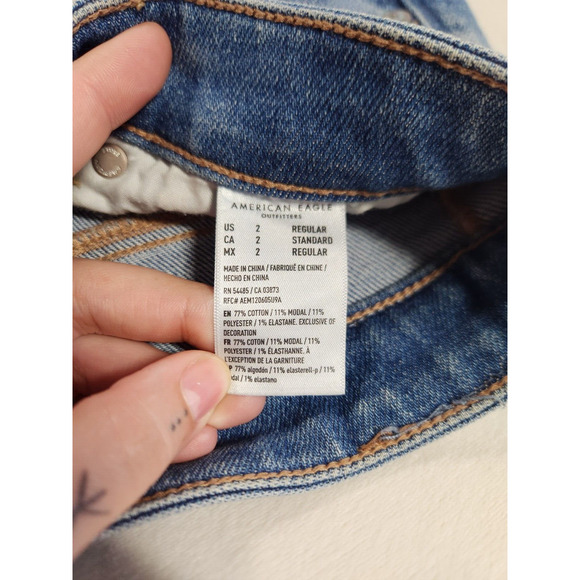 AMERICAN EAGLE
OUTFITTERS
US 2 REGULAR
CA 2 STANDARD
MX 2 REGULAR
MADE IN CHINA / FABRIQUÉ EN CHINE /
HECHO EN CHINA
RN 54485 / CA 03873
RFC# AEM120605U9A
EN 77% COTTON / 11% MODAL / 11%
POLYESTER / 1% ELASTANE. EXCLUSIVE OF
DECORATION
FR 77% COTON / 11% MODAL / 11%
POLYESTER / 1% ÉLASTHANNE. À
L'EXCEPTION DE LA GARNITURE
77% algodón / 11% elasterell-p / 11%
1% elastano